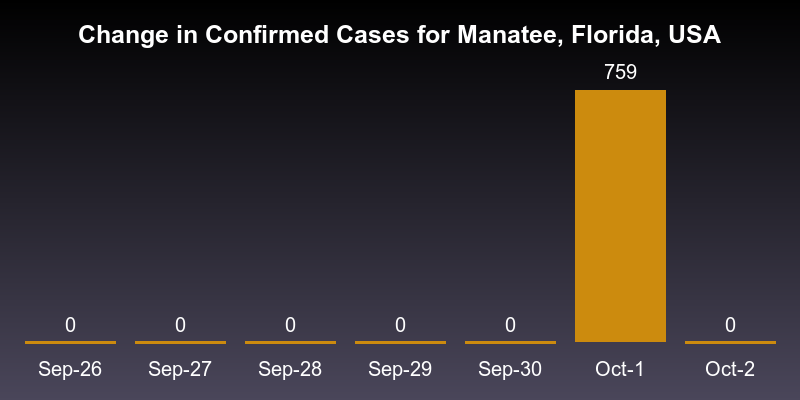 Change in Confirmed Cases for Manatee, Florida, USA
759
0 0 0 0 0 0
Sep-26 Sep-27 Sep-28 Sep-29 Sep-30 Oct-1 Oct-2